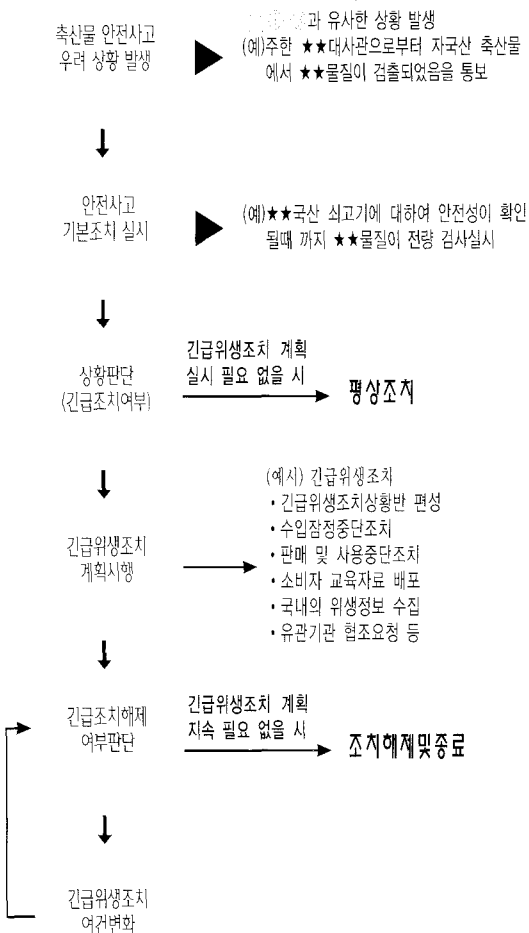 축산물 안전사고
우려 상황 발생
과 유사한 상황 발생
(예)주한 ★★대사관으로부터 자국산 축산물
에서 ★★물질이 검출되었음을 통보
안전사고
기본조치 실시
(예)★★국산 쇠고기에 대하여 안전성이 확인
될때 까지 ★★물질이 전량 검사실시
상황판단
(긴급조치여부)
긴급위생조치 계획
실시 필요 없을 시
평상조치
긴급위생조치
계획시행
(예시) 긴급위생조치
• 긴급위생조치상황반 편성
• 수입잠정중단조치
• 판매 및 사용중단조치
• 소비자 교육자료 배포
• 국내외 위생정보 수집
• 유관기관 협조요청 등
긴급조치해제
여부판단
긴급위생조치 계획
지속 필요 없을 시
조치해제및종료
긴급위생조치
여건변화